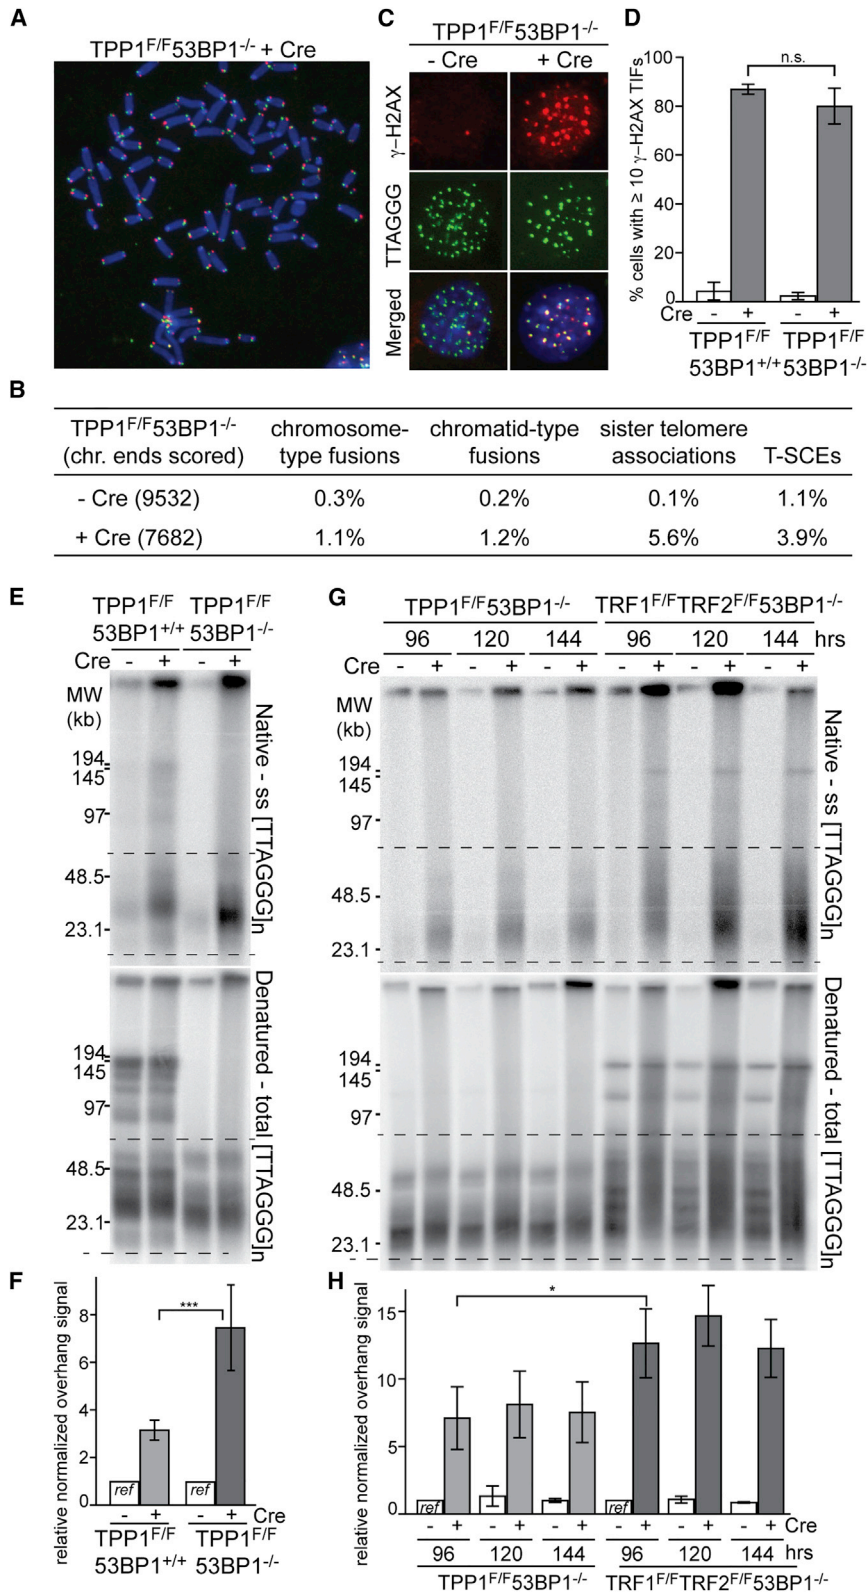 A
TPP1F/F53BP1-/- + Cre
B
TPP1F/F53BP1-/-
(chr. ends scored)
chromosome-
type fusions
chromatid-type
fusions
sister telomere
associations
T-SCEs
- Cre (9532) 0.3% 0.2% 0.1% 1.1%
+ Cre (7682) 1.1% 1.2% 5.6% 3.9%
C
TPP1F/F53BP1-/-
- Cre + Cre
γ-H2AX
TTAGGG
Merged
D
% cells with ≥ 10 γ-H2AX TIFs
100
80
60
40
20
0
n.s.
Cre - + - +
TPP1F/F TPP1F/F
53BP1+/+ 53BP1-/-
E
TPP1F/F TPP1F/F
53BP1+/+ 53BP1-/-
Cre - + - +
MW
(kb)
194
145
97
48.5
23.1
Native - ss [TTAGGG]n
194
145
97
48.5
23.1
Denatured - total [TTAGGG]n
F
relative normalized overhang signal
8
6
4
2
0
***
ref ref
- + - + Cre
TPP1F/F TPP1F/F
53BP1+/+ 53BP1-/-
G
TPP1F/F53BP1-/- TRF1F/FTRF2F/F53BP1-/-
96 120 144 96 120 144 hrs
Cre - + - + - + - + - + - +
MW
(kb)
194
145
97
48.5
23.1
Native - ss [TTAGGG]n
194
145
97
48.5
23.1
Denatured - total [TTAGGG]n
H
relative normalized overhang signal
15
10
5
0
*
ref ref
- + - + - + - + - + - + Cre
96 120 144 96 120 144 hrs
TPP1F/F53BP1-/- TRF1F/FTRF2F/F53BP1-/-